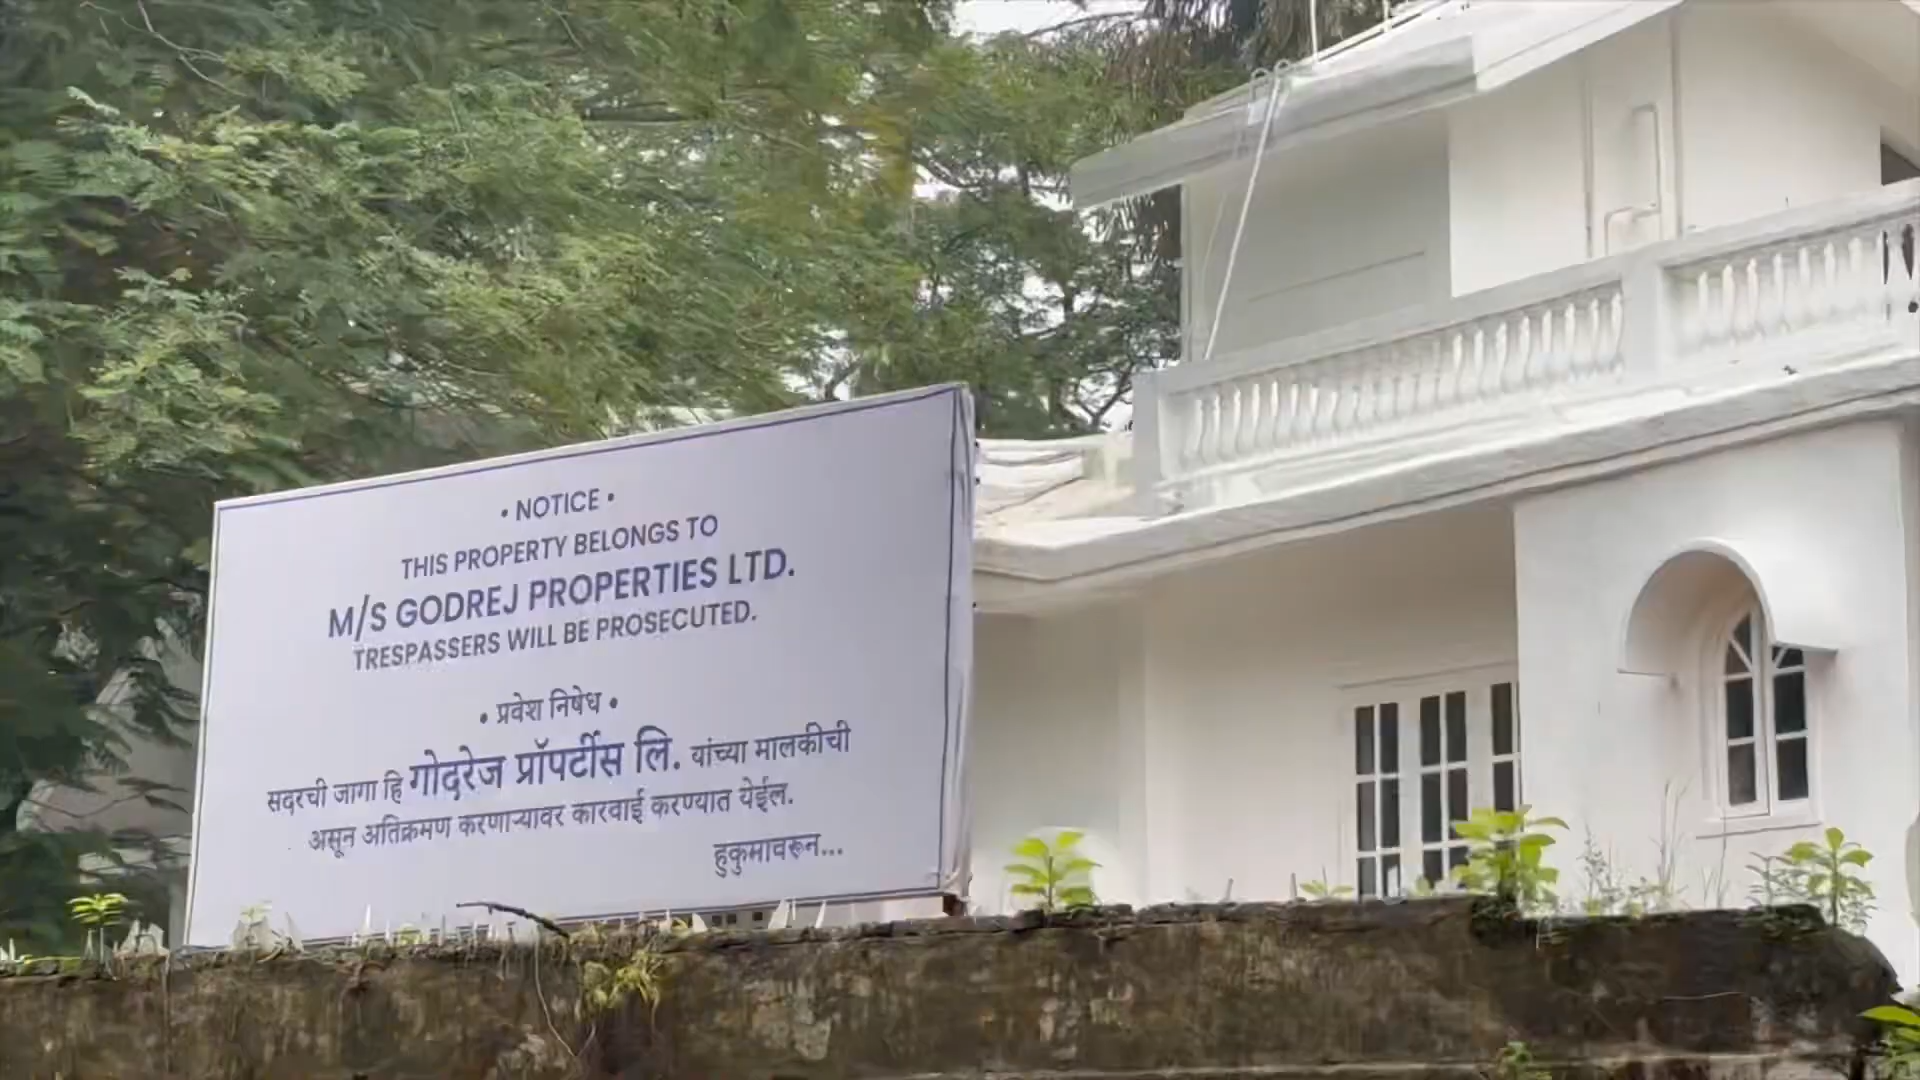 • NOTICE •
THIS PROPERTY BELONGS TO
M/S GODREJ PROPERTIES LTD.
TRESPASSERS WILL BE PROSECUTED.
• प्रवेश निषेध •
सदरची जागा हि गोदरेज प्रॉपर्टीस लि. यांच्या मालकीची
असून अतिक्रमण करणाऱ्यावर कारवाई करण्यात येईल.
हुकुमावरून...